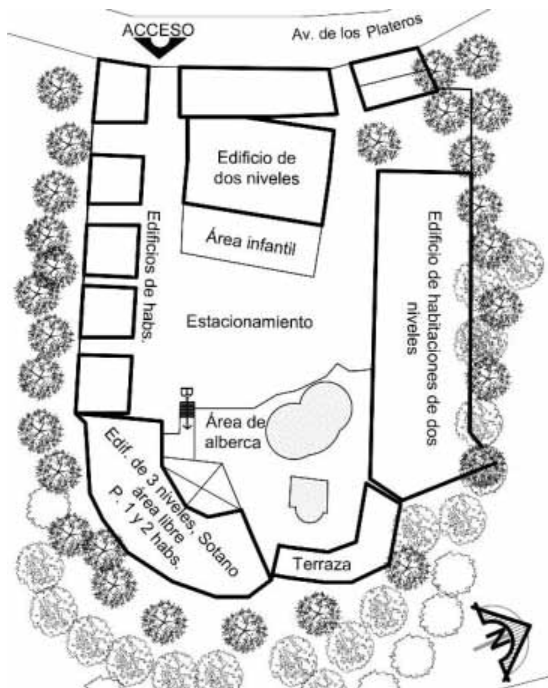 ACCESO
Av. de los Plateros
Edificio de
dos niveles
Área infantil
Edificios de habs.
Edificio de habitaciones de dos
niveles
Estacionamiento
B
Área de
alberca
Edif. de 3 niveles, Sotano
área libre
P. 1 y 2 habs.
Terraza
N